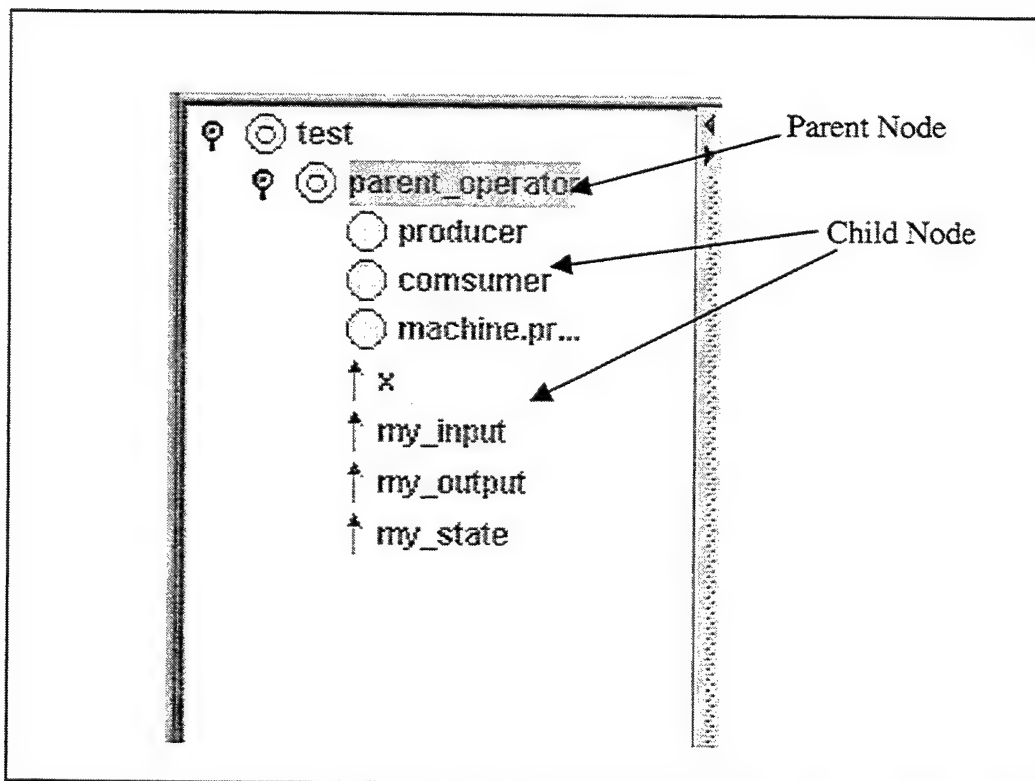 test
parent_operator
producer
comsumer
machine.pr...
x
my_input
my_output
my_state
Parent Node
Child Node